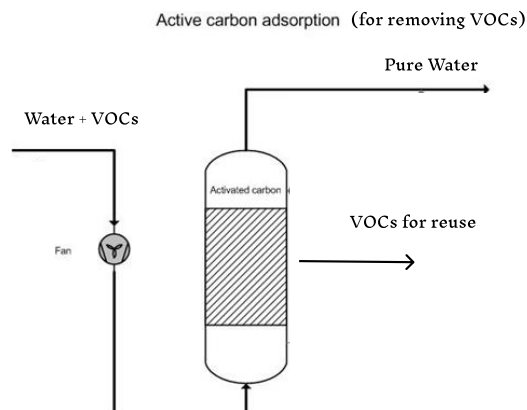 Active carbon adsorption (for removing VOCs)
Pure Water
Water + VOCs
Activated carbon
VOCs for reuse
Fan